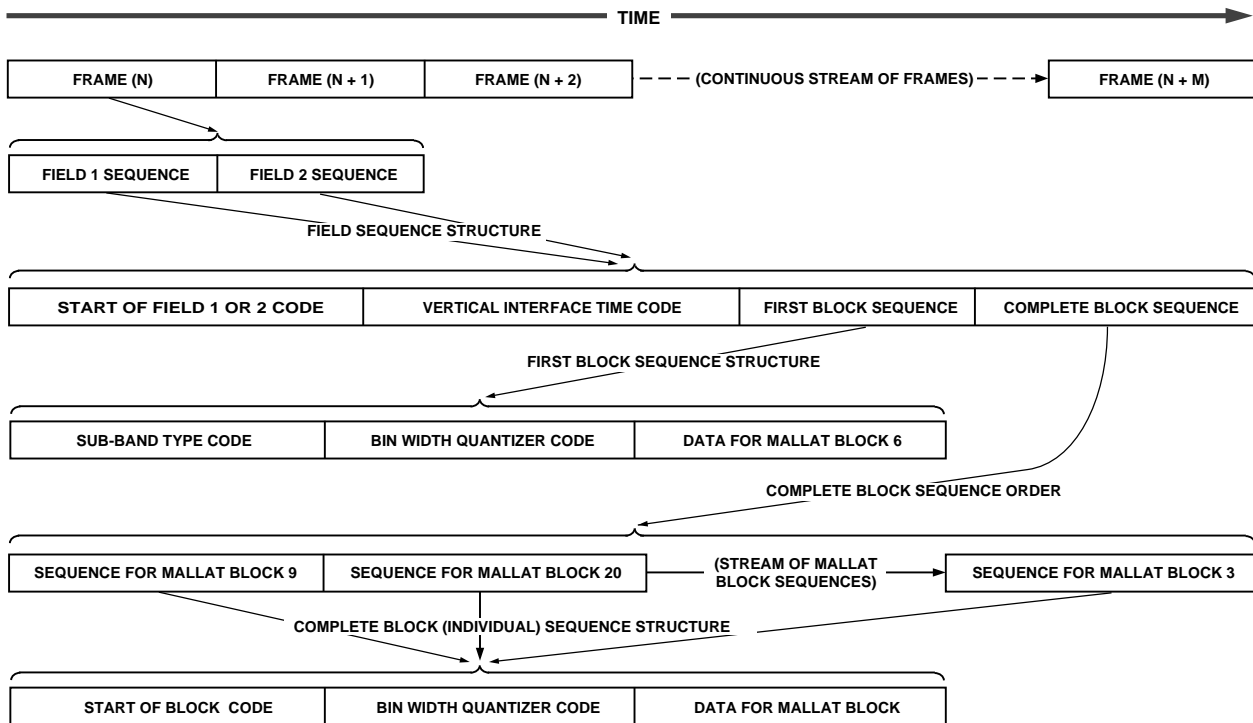 TIME
FRAME (N)
FRAME (N + 1)
FRAME (N + 2)
(CONTINUOUS STREAM OF FRAMES)
FRAME (N + M)
FIELD 1 SEQUENCE
FIELD 2 SEQUENCE
FIELD SEQUENCE STRUCTURE
START OF FIELD 1 OR 2 CODE
VERTICAL INTERFACE TIME CODE
FIRST BLOCK SEQUENCE
COMPLETE BLOCK SEQUENCE
FIRST BLOCK SEQUENCE STRUCTURE
SUB-BAND TYPE CODE
BIN WIDTH QUANTIZER CODE
DATA FOR MALLAT BLOCK 6
COMPLETE BLOCK SEQUENCE ORDER
SEQUENCE FOR MALLAT BLOCK 9
SEQUENCE FOR MALLAT BLOCK 20
(STREAM OF MALLAT
BLOCK SEQUENCES)
SEQUENCE FOR MALLAT BLOCK 3
COMPLETE BLOCK (INDIVIDUAL) SEQUENCE STRUCTURE
START OF BLOCK CODE
BIN WIDTH QUANTIZER CODE
DATA FOR MALLAT BLOCK